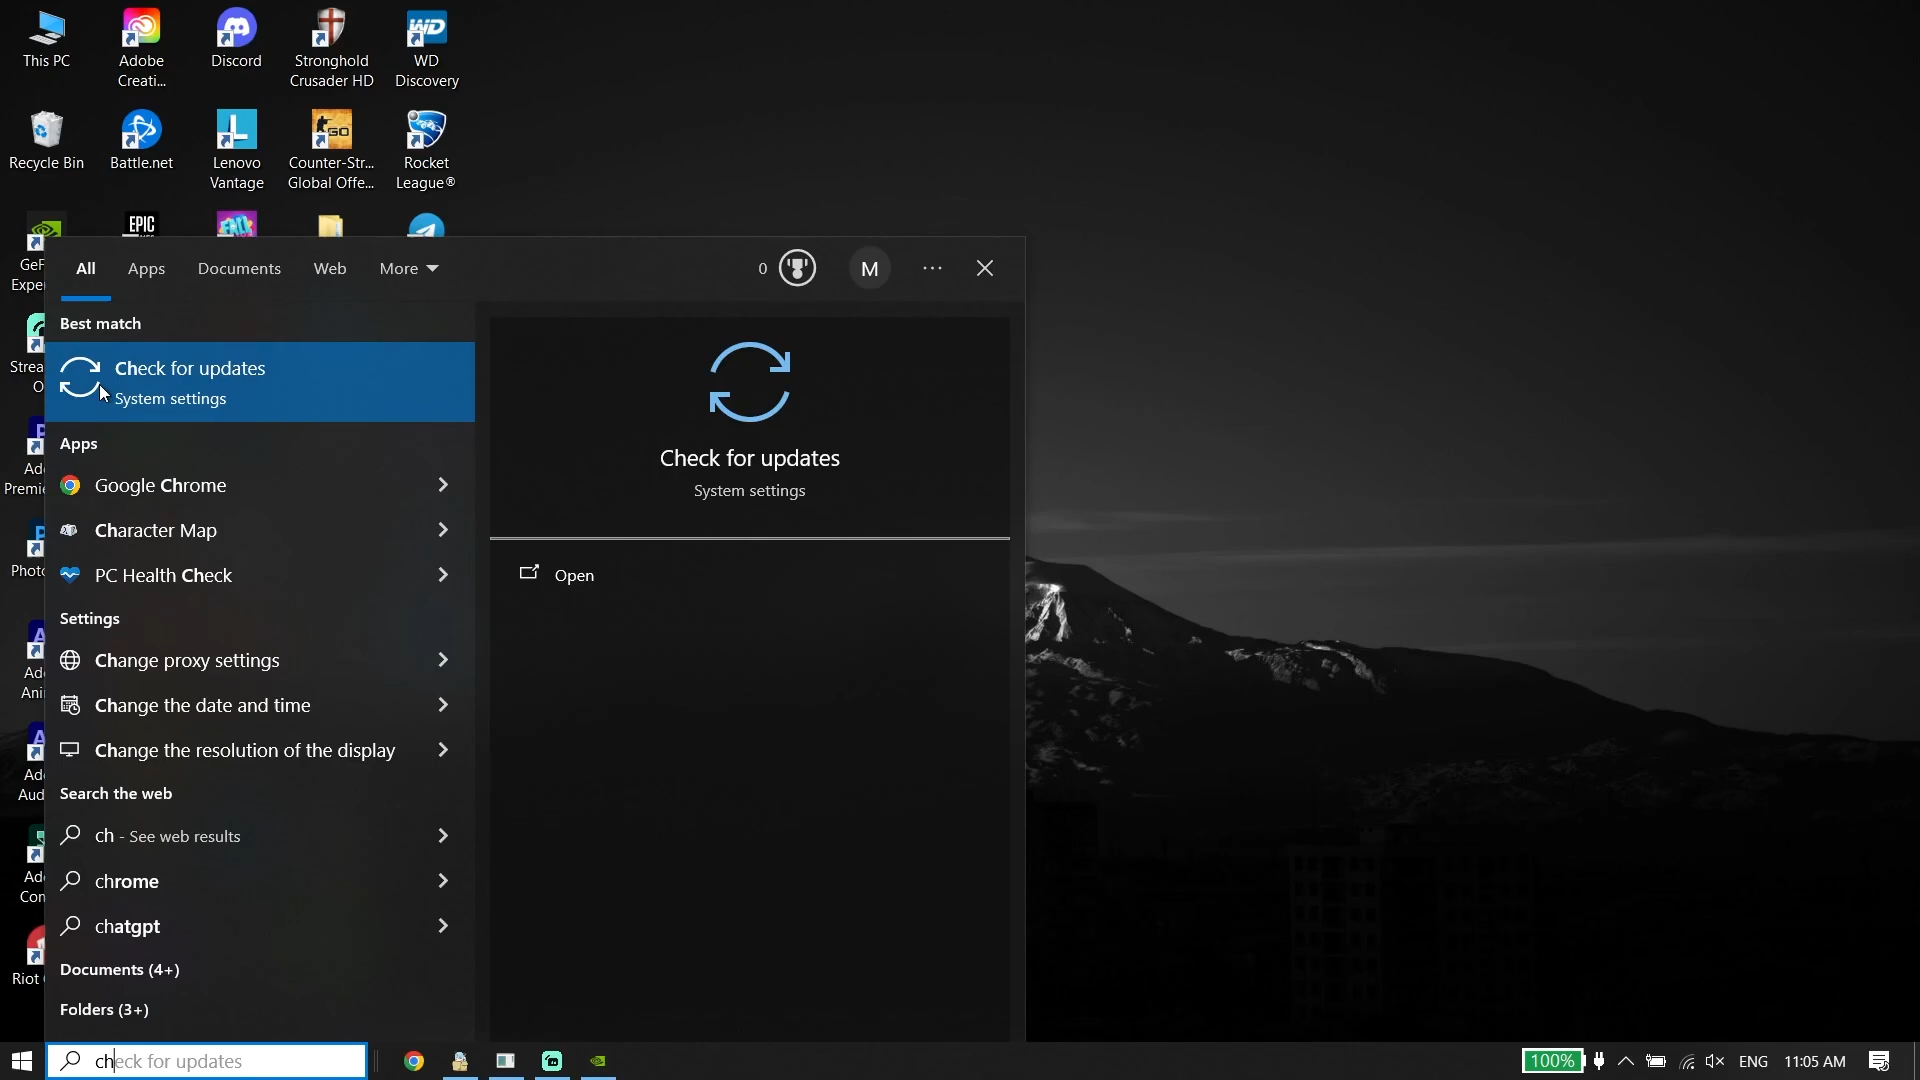 This PC
Adobe
Creati...
Discord
Stronghold
Crusader HD
WD
Discovery
Recycle Bin
Battle.net
Lenovo
Vantage
Counter-Str...
Global Offe...
Rocket
League®
EPIC
GeF
Exper
Strea
O
Ado
Premie
Photo
Ado
Ani
Ado
Aud
Ado
Con
Riot
All
Apps
Documents
Web
More
0
M
Best match
Check for updates
System settings
Apps
Google Chrome
Character Map
PC Health Check
Settings
Change proxy settings
Change the date and time
Change the resolution of the display
Search the web
ch - See web results
chrome
chatgpt
Documents (4+)
Folders (3+)
Check for updates
System settings
Open
check for updates
100%
ENG
11:05 AM